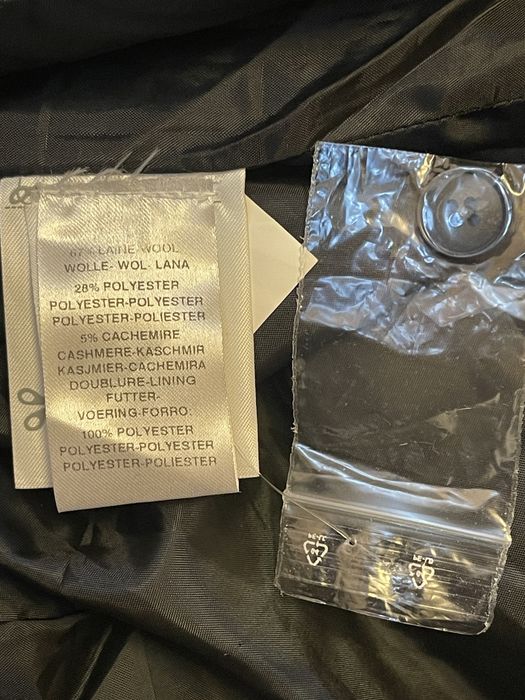 67% LAINE-WOOL
WOLLE- WOL- LANA
28% POLYESTER
POLYESTER-POLYESTER
POLYESTER-POLIESTER
5% CACHEMIRE
CASHMERE-KASCHMIR
KASJMIER-CACHEMIRA
DOUBLURE-LINING
FUTTER-
VOERING-FORRO:
100% POLYESTER
POLYESTER-POLYESTER
POLYESTER-POLIESTER